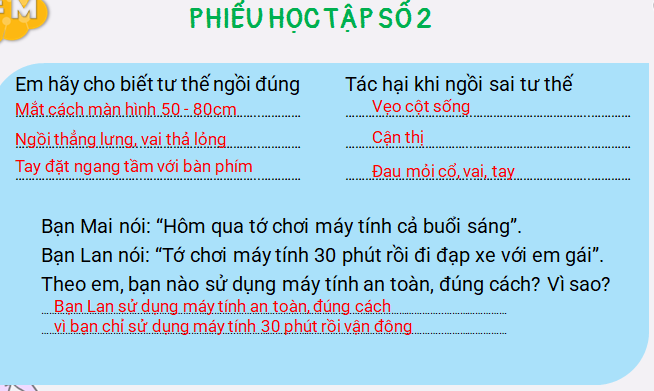 EM
PHIẾU HỌC TẬP SỐ 2
Em hãy cho biết tư thế ngồi đúng
Mắt cách màn hình 50 - 80cm
Ngồi thẳng lưng, vai thả lỏng
Tay đặt ngang tầm với bàn phím
Tác hại khi ngồi sai tư thế
Vẹo cột sống
Cận thị
Đau mỏi cổ, vai, tay
Bạn Mai nói: “Hôm qua tớ chơi máy tính cả buổi sáng”.
Bạn Lan nói: “Tớ chơi máy tính 30 phút rồi đi đạp xe với em gái”.
Theo em, bạn nào sử dụng máy tính an toàn, đúng cách? Vì sao?
Bạn Lan sử dụng máy tính an toàn, đúng cách
vì bạn chỉ sử dụng máy tính 30 phút rồi vận động